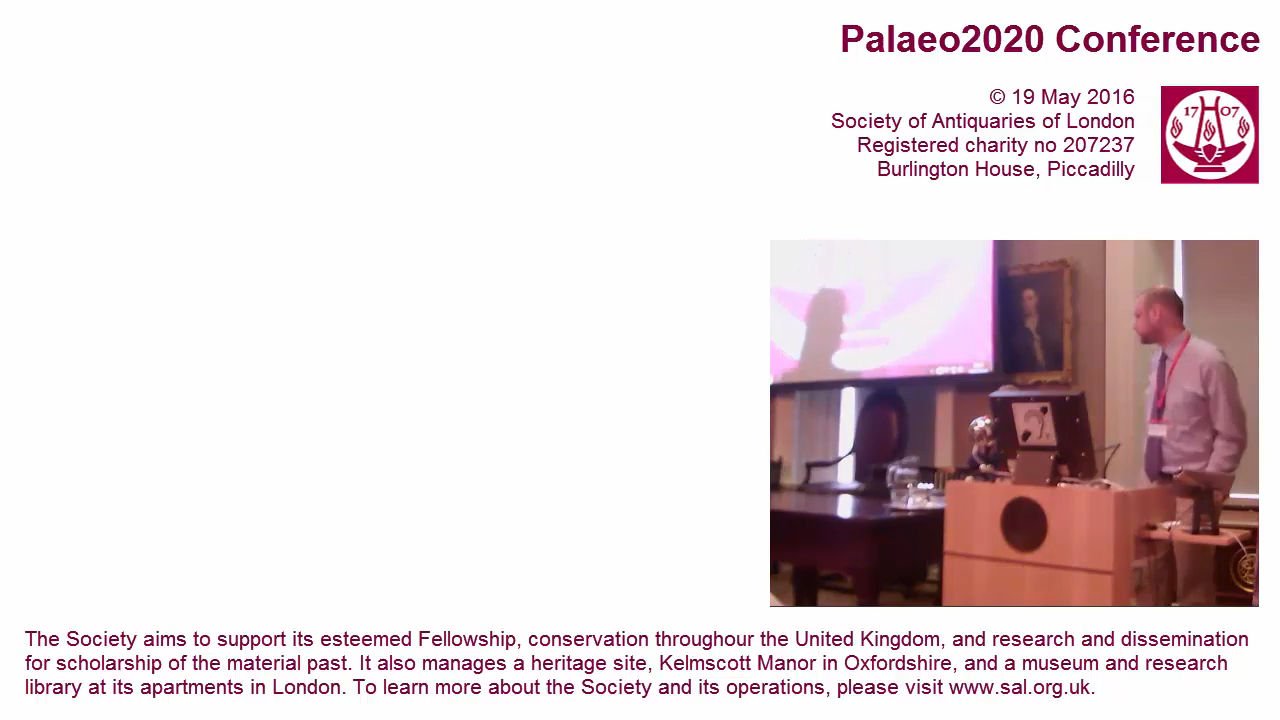 Palaeo2020 Conference
© 19 May 2016
Society of Antiquaries of London
Registered charity no 207237
Burlington House, Piccadilly
17 07
The Society aims to support its esteemed Fellowship, conservation throughour the United Kingdom, and research and dissemination
for scholarship of the material past. It also manages a heritage site, Kelmscott Manor in Oxfordshire, and a museum and research
library at its apartments in London. To learn more about the Society and its operations, please visit www.sal.org.uk.